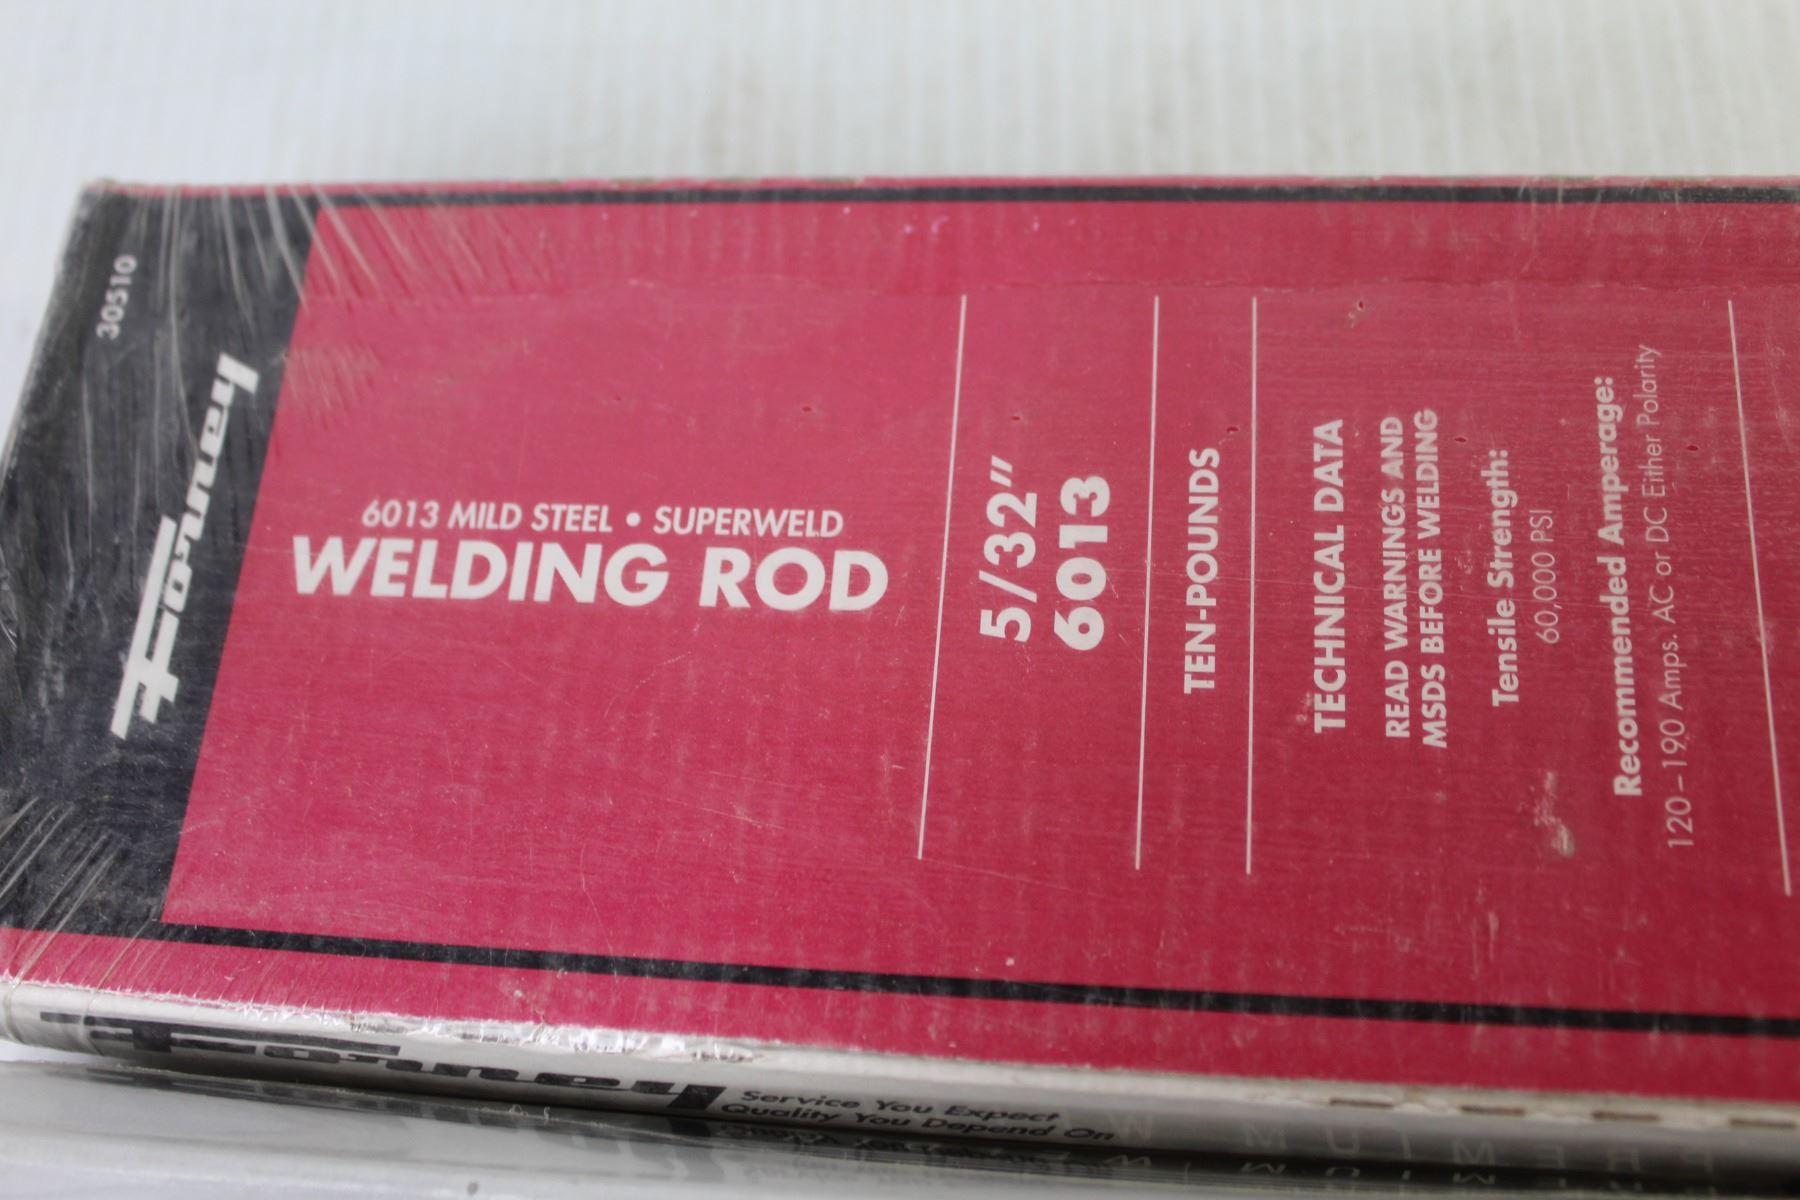 30510
Forney
6013 MILD STEEL • SUPERWELD
WELDING ROD
5/32"
6013
TEN-POUNDS
TECHNICAL DATA
READ WARNINGS AND
MSDS BEFORE WELDING
Tensile Strength:
60,000 PSI
Recommended Amperage:
120–190 Amps. AC or DC Either Polarity
Forney
Service You Expect
Quality You Depend On